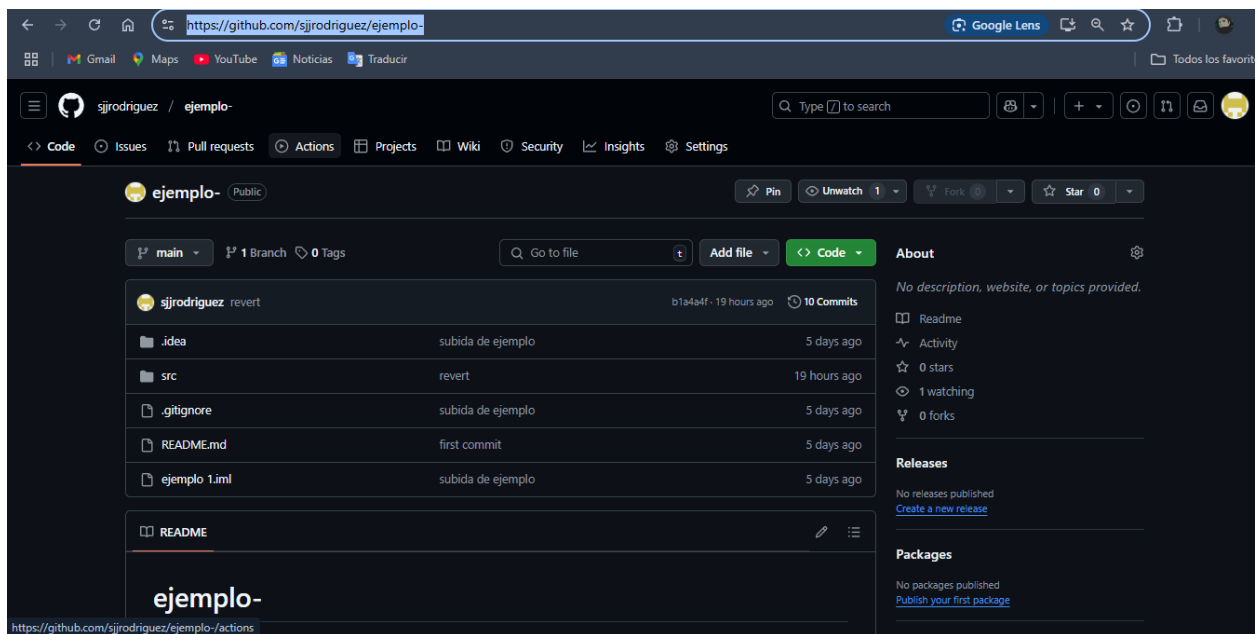 https://github.com/sjjrodriguez/ejemplo-
Google Lens
Gmail Maps YouTube Noticias Traducir
Todos los favorit
sjjrodriguez / ejemplo-
Type / to search
Code Issues Pull requests Actions Projects Wiki Security Insights Settings
ejemplo- Public
Pin Unwatch 1 Fork 0 Star 0
main 1 Branch 0 Tags Go to file t Add file Code
sjjrodriguez revert b1a4a4f · 19 hours ago 10 Commits
.idea subida de ejemplo 5 days ago
src revert 19 hours ago
.gitignore subida de ejemplo 5 days ago
README.md first commit 5 days ago
ejemplo 1.iml subida de ejemplo 5 days ago
README
ejemplo-
About
No description, website, or topics provided.
Readme
Activity
0 stars
1 watching
0 forks
Releases
No releases published
Create a new release
Packages
No packages published
Publish your first package
https://github.com/sjjrodriguez/ejemplo-/actions